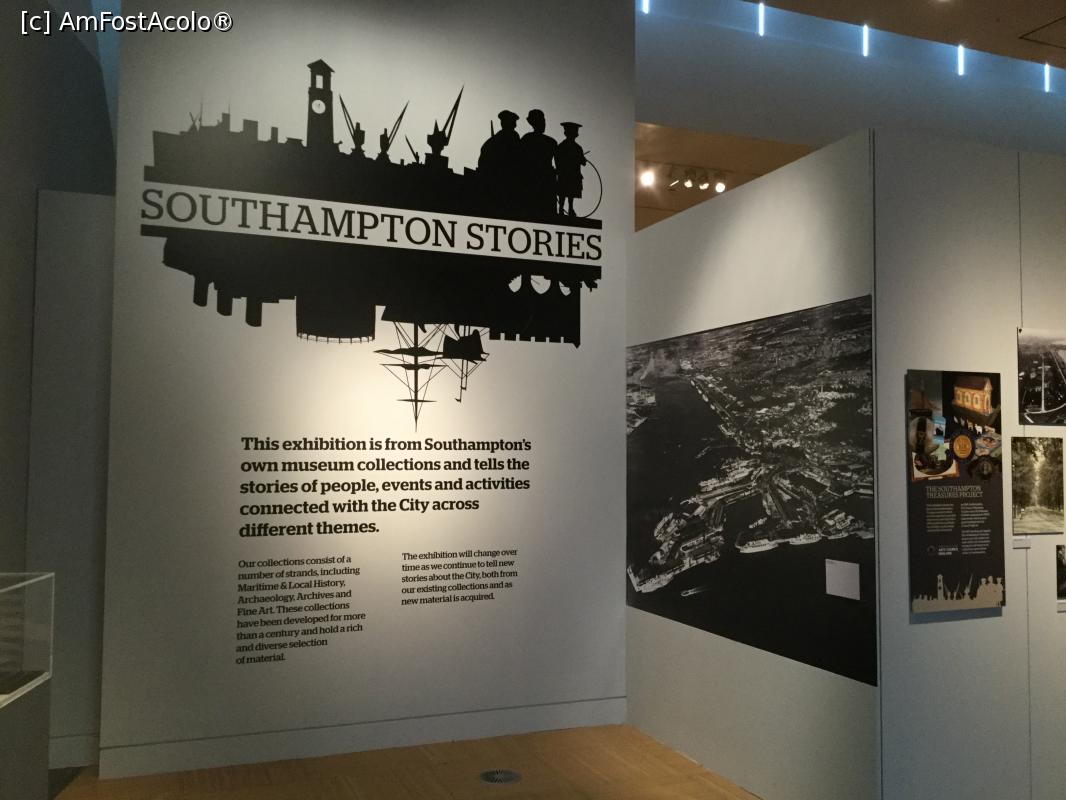 [c] AmFostAcolo®
SOUTHAMPTON STORIES
This exhibition is from Southampton's
own museum collections and tells the
stories of people, events and activities
connected with the City across
different themes.
Our collections consist of a
number of strands, including
Maritime & Local History,
Archaeology, Archives and
Fine Art. These collections
have been developed for more
than a century and hold a rich
and diverse selection
of material.
The exhibition will change over
time as we continue to tell new
stories about the City, both from
our existing collections and as
new material is acquired.
THE SOUTHAMPTON
TREASURES PROJECT